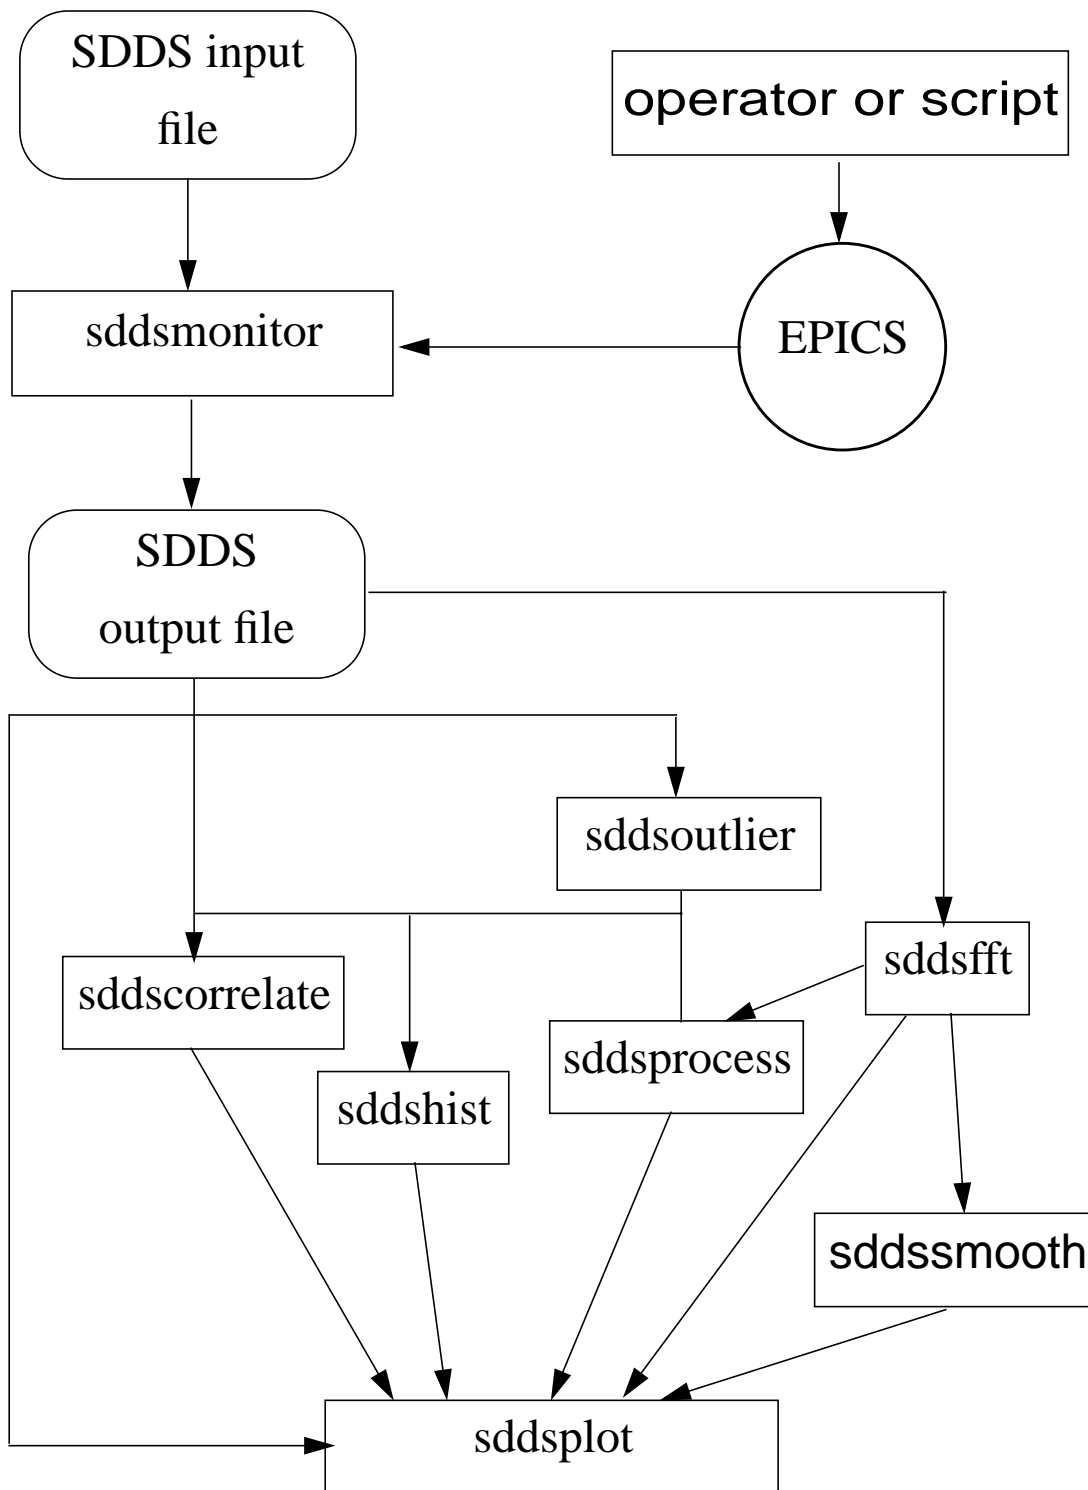 SDDS input
file
operator or script
sddsmonitor
EPICS
SDDS
output file
sddsoutlier
sddsfft
sddscorrelate
sddsprocess
sddshist
sddssmooth
sddsplot